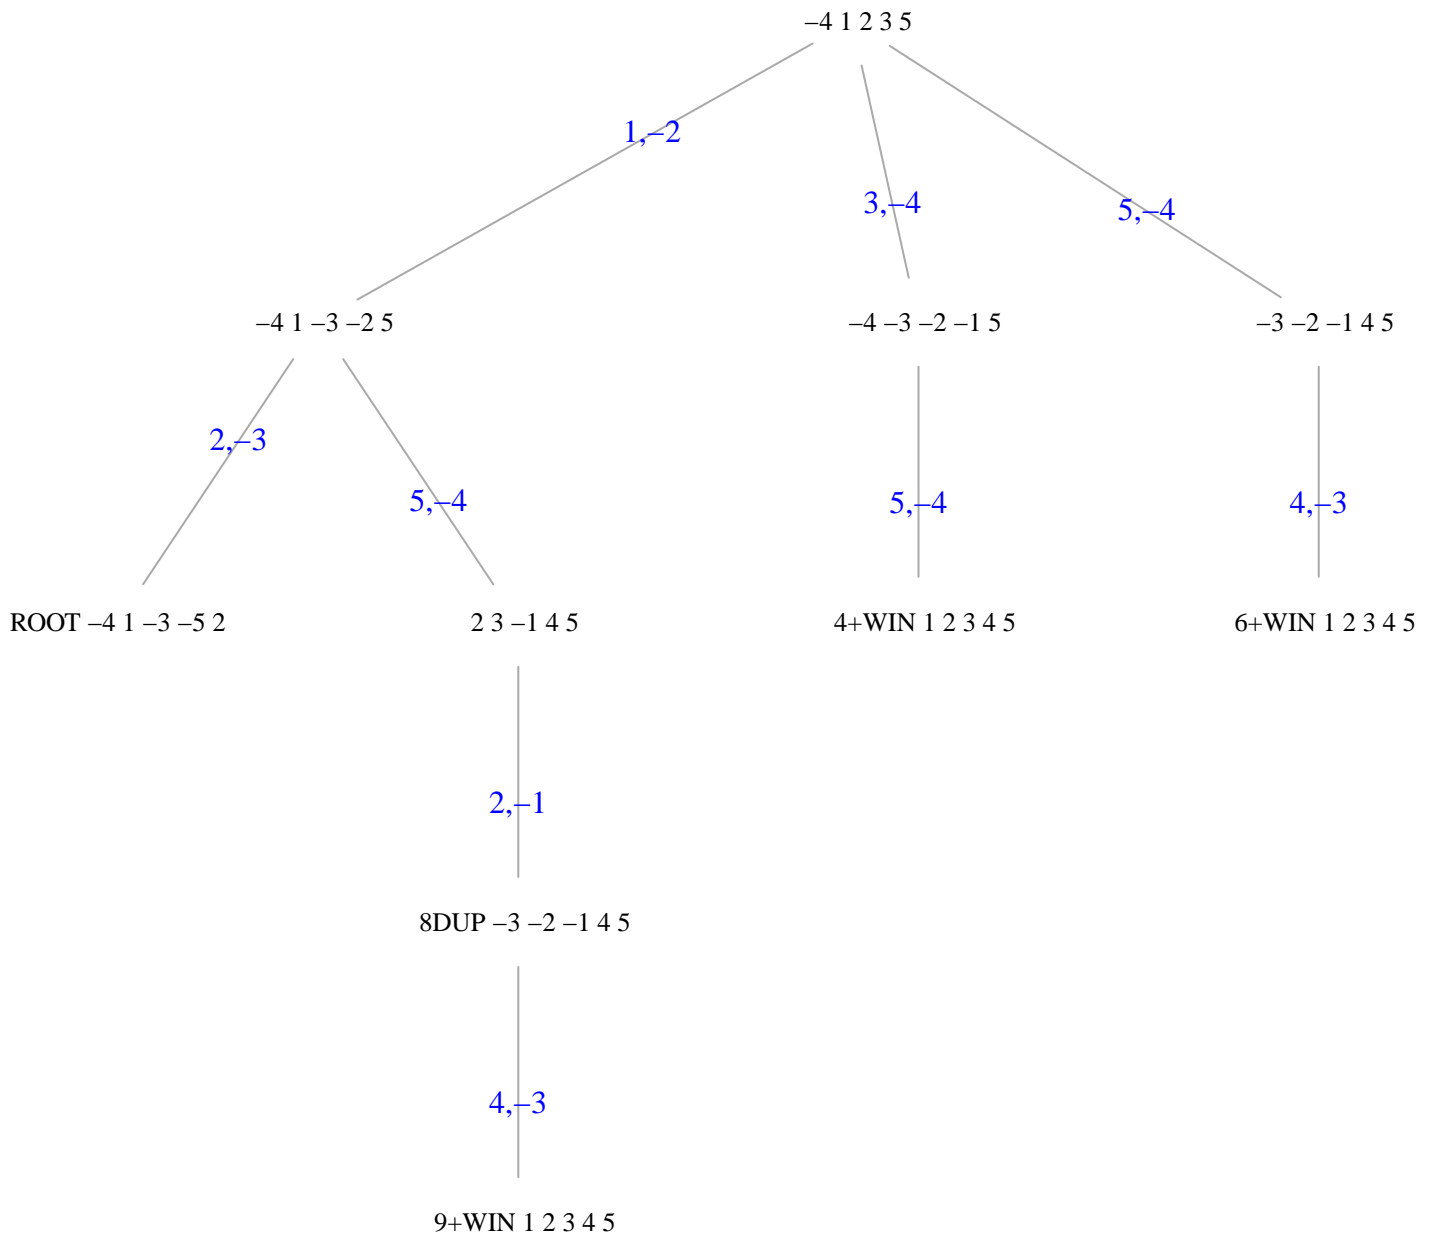 –4 1 2 3 5
1,–2
3,–4
5,–4
–4 1 –3 –2 5
–4 –3 –2 –1 5
–3 –2 –1 4 5
2,–3
5,–4
5,–4
4,–3
ROOT –4 1 –3 –5 2
2 3 –1 4 5
4+WIN 1 2 3 4 5
6+WIN 1 2 3 4 5
2,–1
8DUP –3 –2 –1 4 5
4,–3
9+WIN 1 2 3 4 5